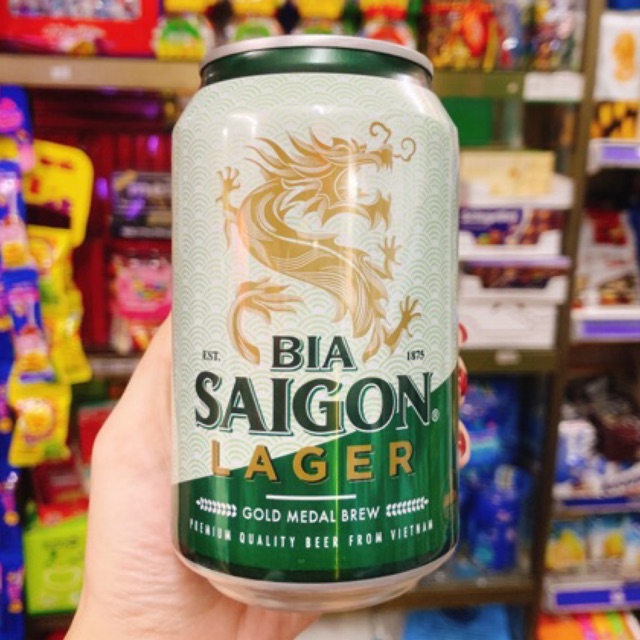 BIA
EST. 1875
SAIGON®
LAGER
GOLD MEDAL BREW
PREMIUM QUALITY BEER FROM VIETNAM